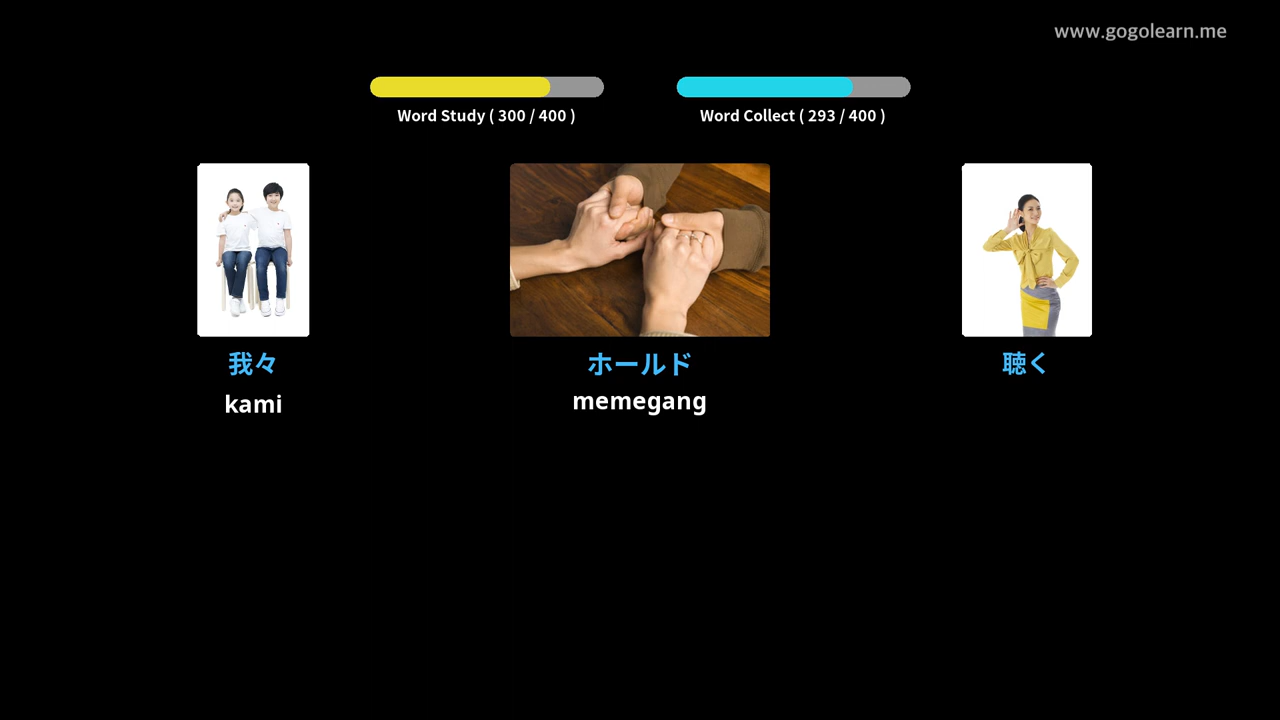 www.gogolearn.me
Word Study ( 300 / 400 )
Word Collect ( 293 / 400 )
我々
ホールド
聴く
kami
memegang